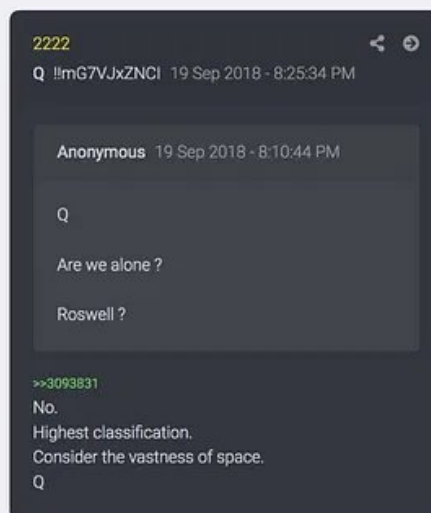 2222
Q !!mG7VJxZNCI 19 Sep 2018 - 8:25:34 PM
Anonymous 19 Sep 2018 - 8:10:44 PM
Q
Are we alone ?
Roswell ?
>>3093831
No.
Highest classification.
Consider the vastness of space.
Q